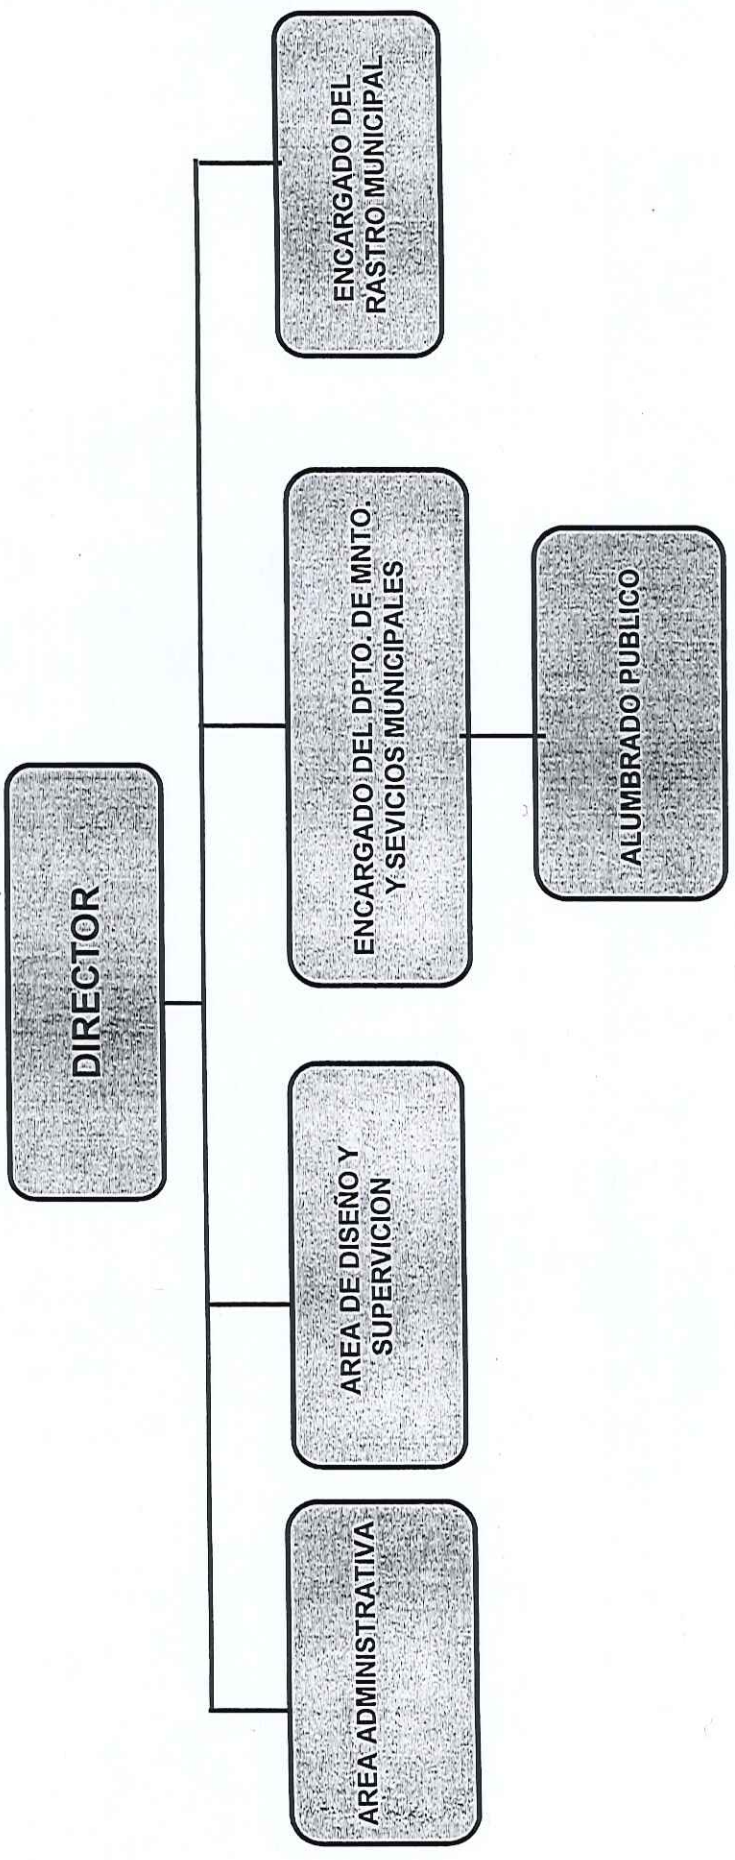 DIRECTOR
AREA ADMINISTRATIVA
AREA DE DISEÑO Y
SUPERVICION
ENCARGADO DEL DPTO. DE MNTO.
Y SEVICIOS MUNICIPALES
ENCARGADO DEL
RASTRO MUNICIPAL
ALUMBRADO PUBLICO